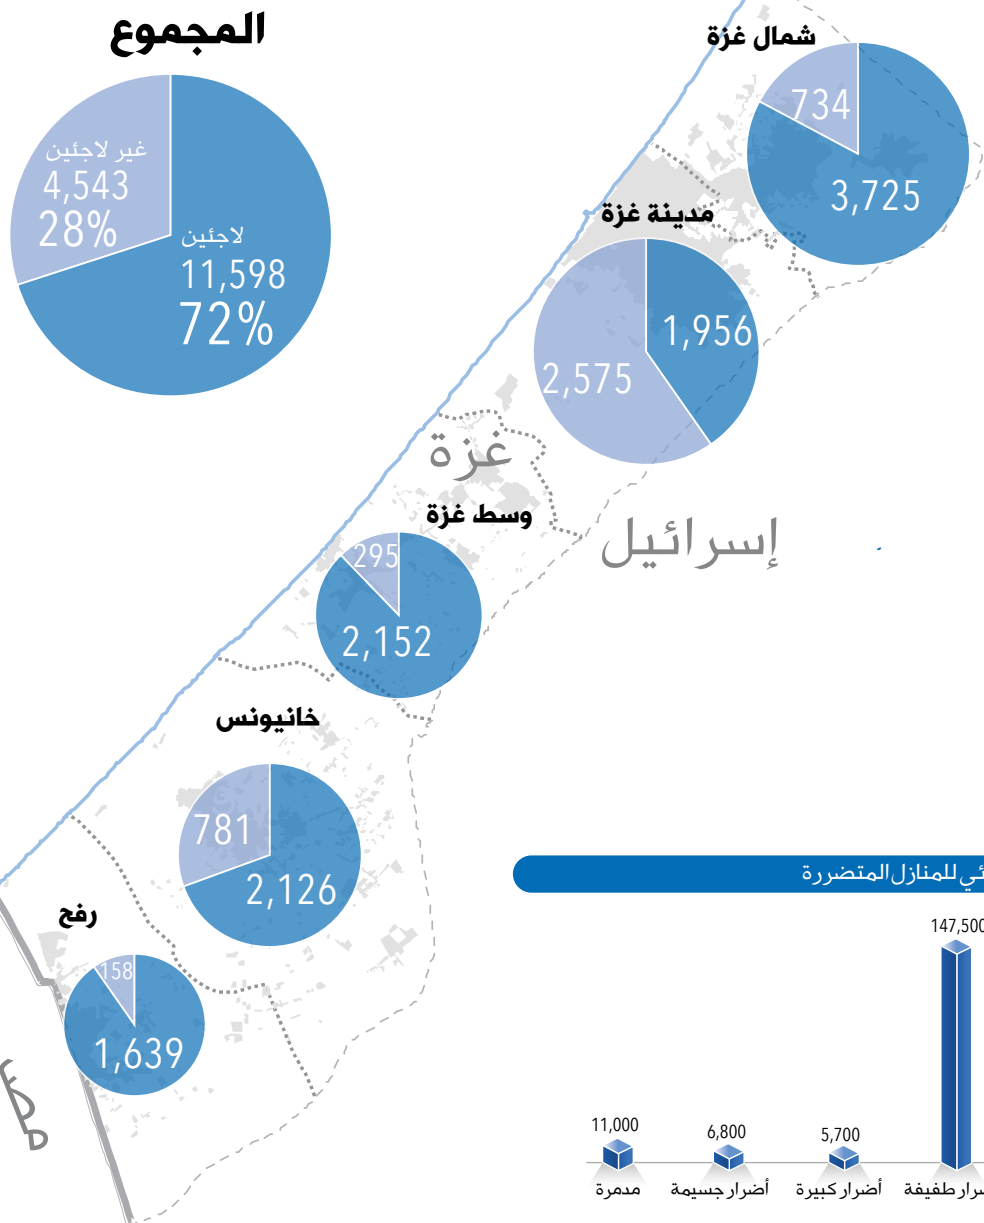 المجموع
غير لاجئين
4,543
28%
لاجئين
11,598
72%
شمال غزة
734
3,725
مدينة غزة
1,956
2,575
غزة
إسرائيل
وسط غزة
295
2,152
خانيونس
781
2,126
رفح
158
1,639
مصر
للمنازل المتضررة
147,500
11,000
6,800
5,700
مدمرة
أضرار جسيمة
أضرار كبيرة
طفيفة